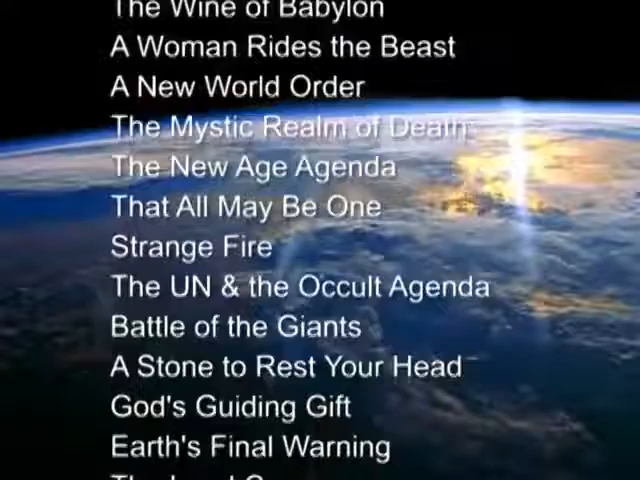 The Wine of Babylon
A Woman Rides the Beast
A New World Order
The Mystic Realm of Death
The New Age Agenda
That All May Be One
Strange Fire
The UN & the Occult Agenda
Battle of the Giants
A Stone to Rest Your Head
God's Guiding Gift
Earth's Final Warning